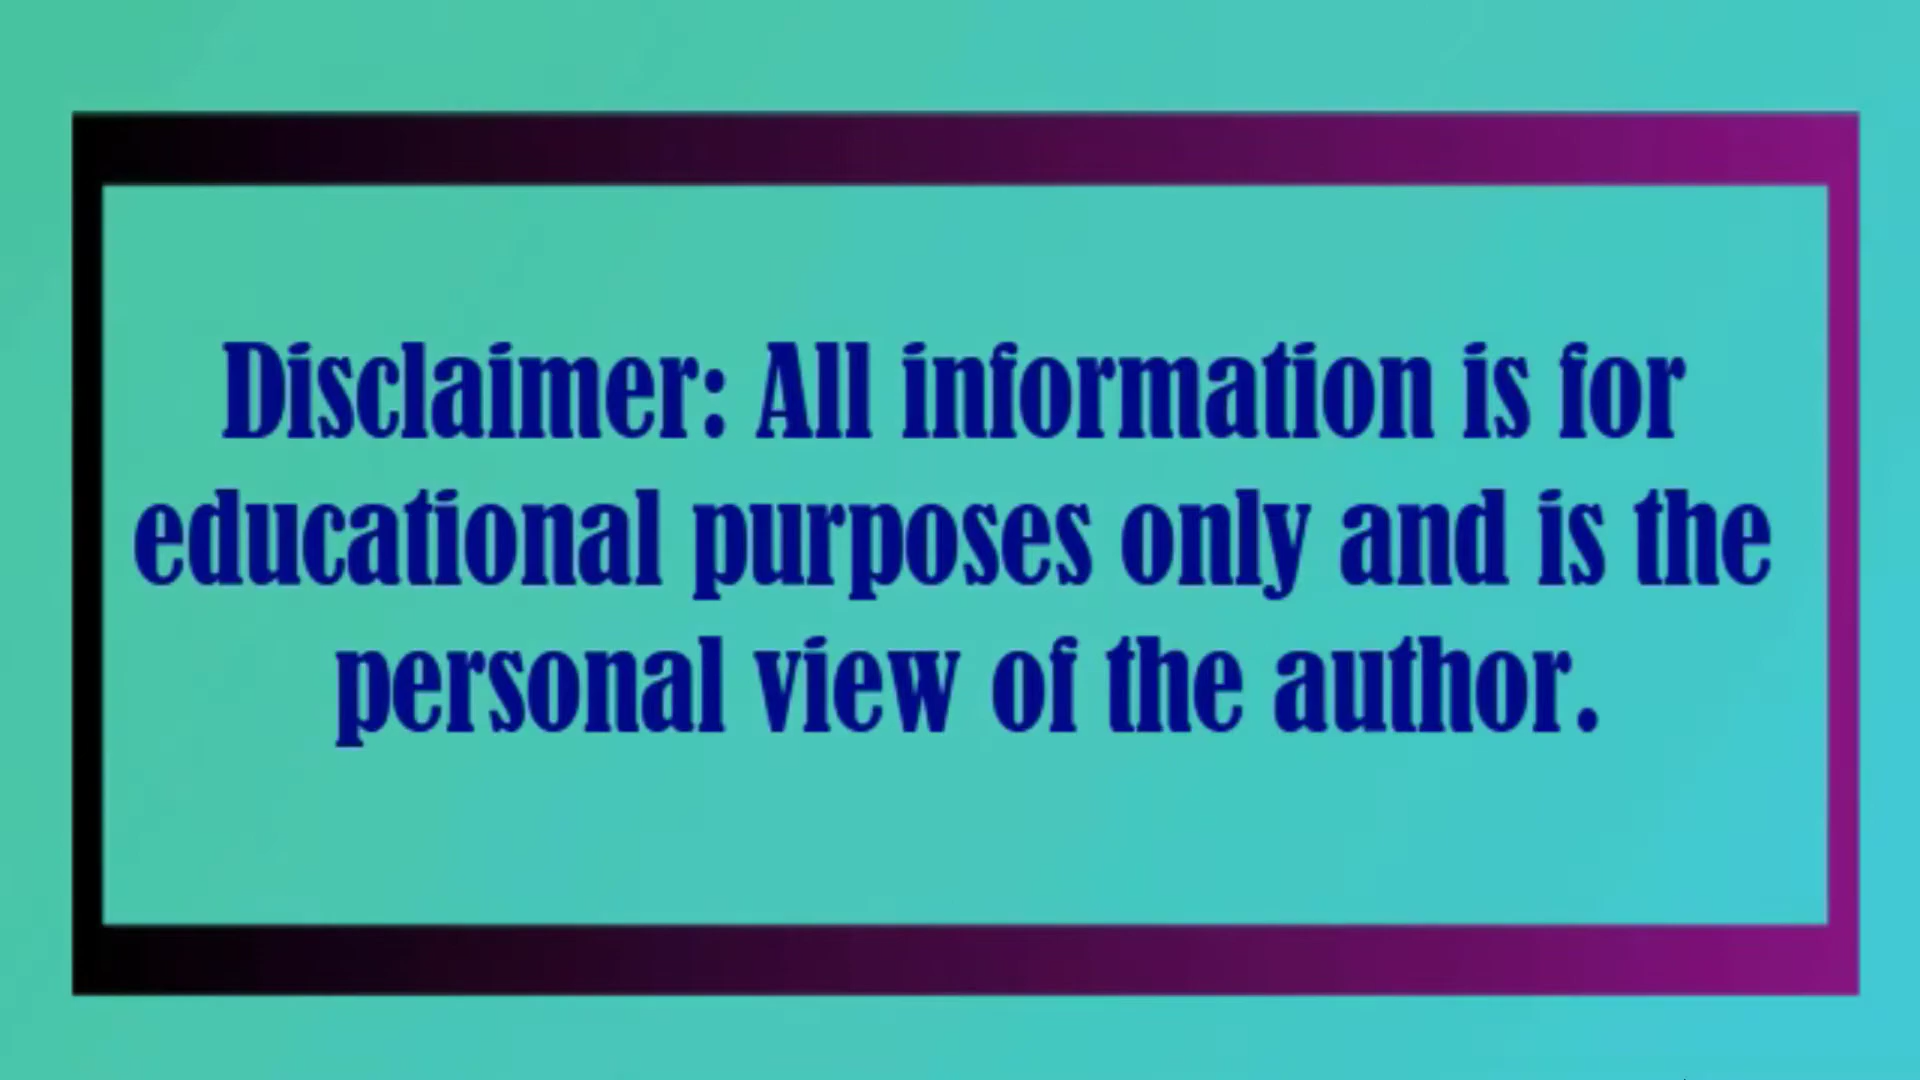 Disclaimer: All information is for
educational purposes only and is the
personal view of the author.